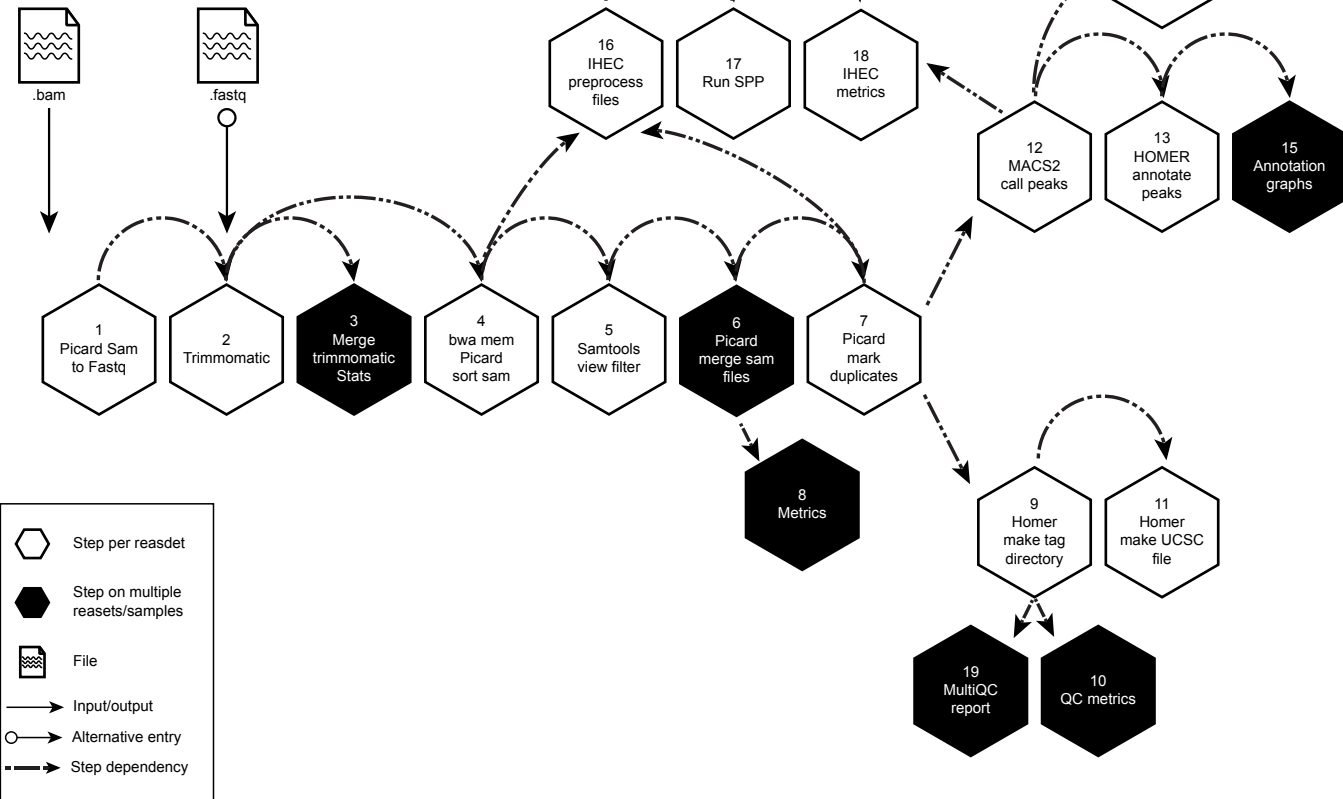 .bam
.fastq
16
IHEC
preprocess
files
17
Run SPP
18
IHEC
metrics
12
MACS2
call peaks
13
HOMER
annotate
peaks
15
Annotation
graphs
1
Picard Sam
to Fastq
2
Trimmomatic
3
Merge
trimmomatic
Stats
4
bwa mem
Picard
sort sam
5
Samtools
view filter
6
Picard
merge sam
files
7
Picard
mark
duplicates
8
Metrics
9
Homer
make tag
directory
11
Homer
make UCSC
file
19
MultiQC
report
10
QC metrics
Step per reasdet
Step on multiple
reasets/samples
File
Input/output
Alternative entry
Step dependency